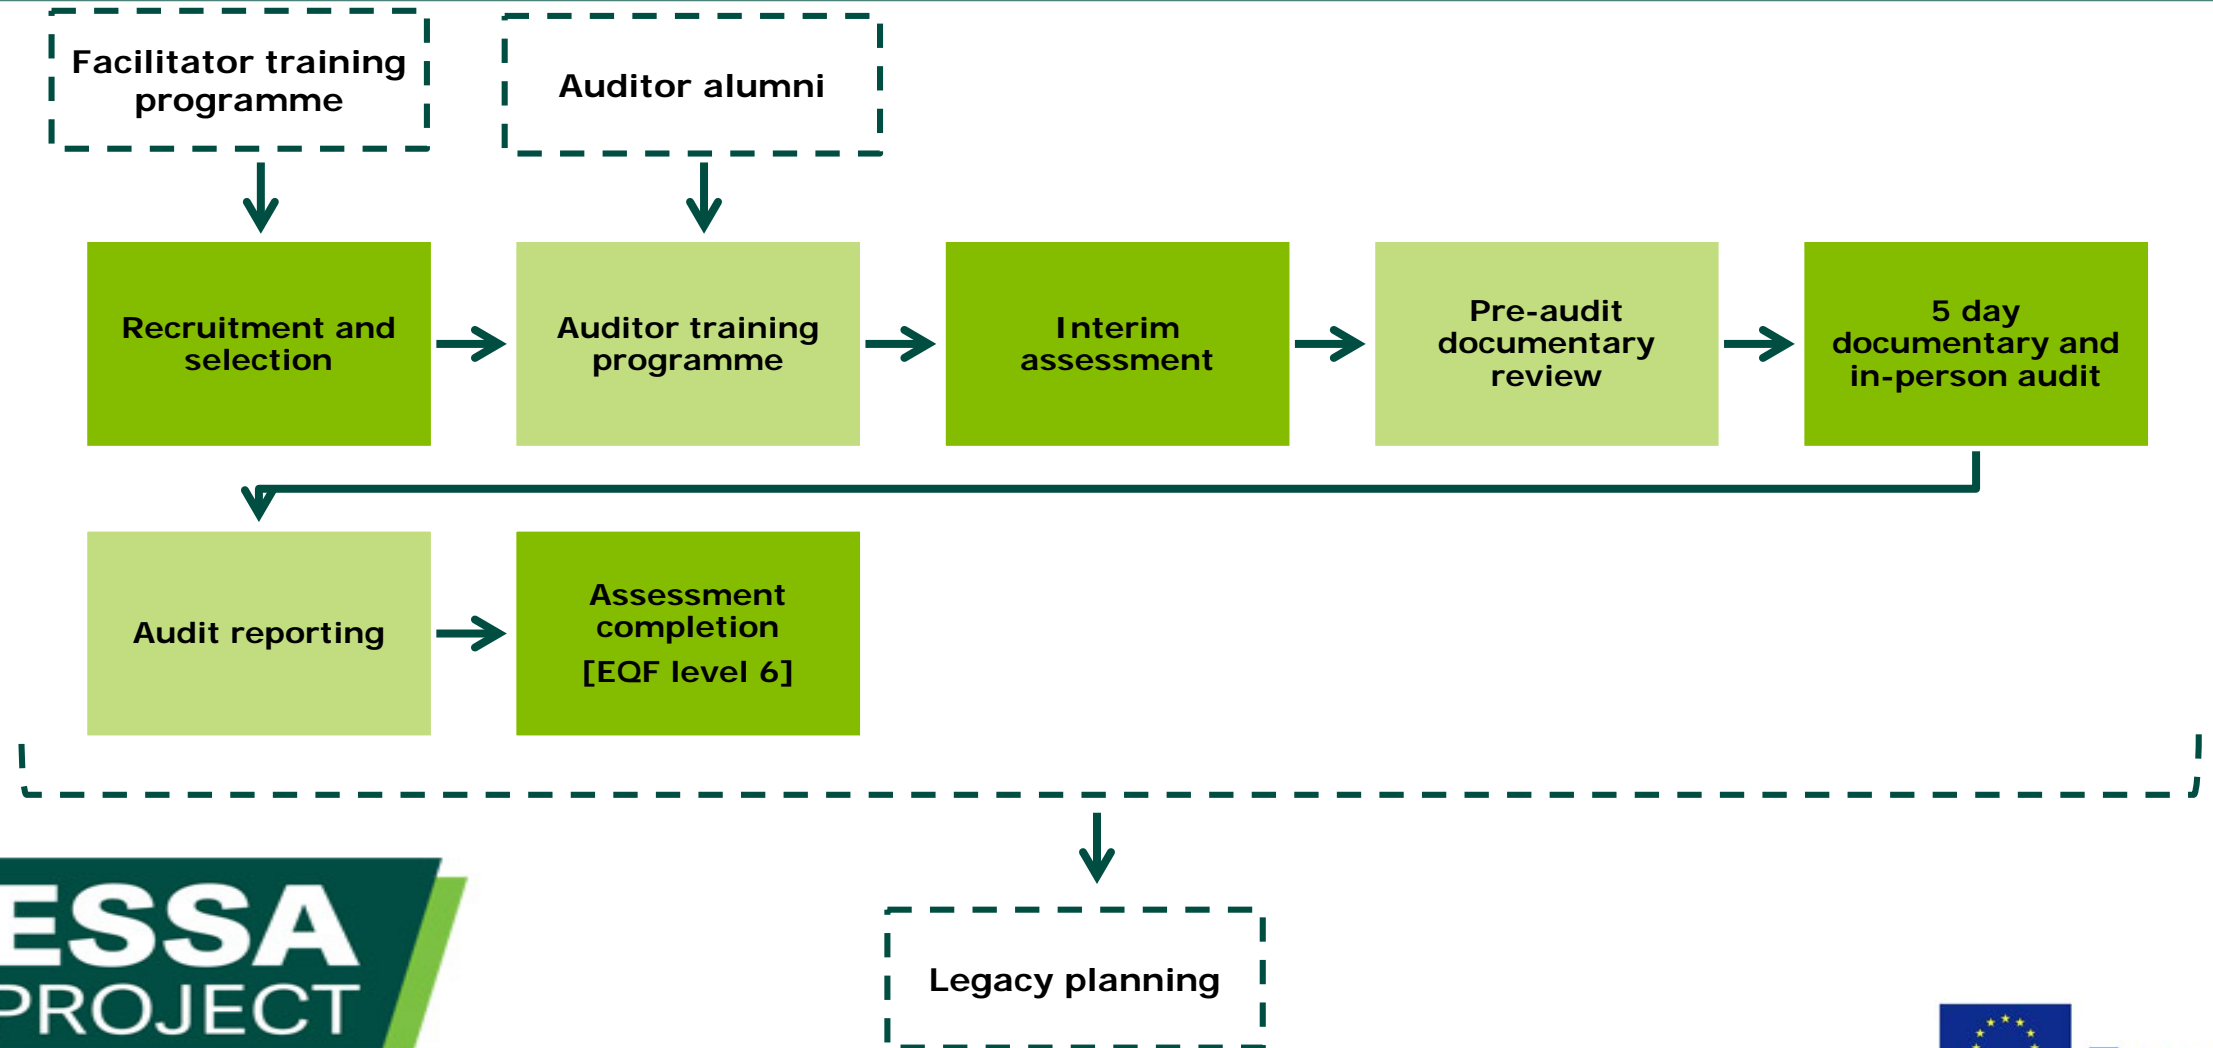 Facilitator training
programme
Auditor alumni
Recruitment and
selection
Auditor training
programme
Interim
assessment
Pre-audit
documentary
review
5 day
documentary and
in-person audit
Audit reporting
Assessment
completion
[EQF level 6]
Legacy planning
ESSA
PROJECT